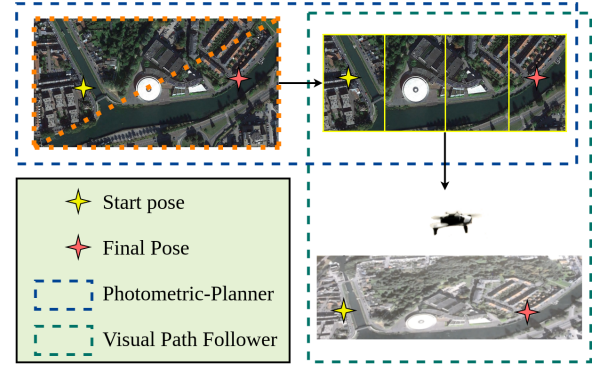 Start pose
Final Pose
Photometric-Planner
Visual Path Follower